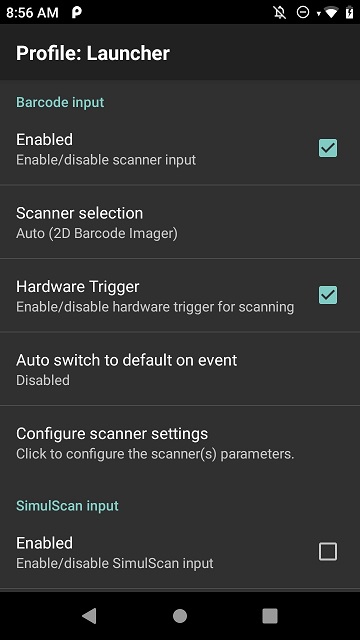 8:56 AM
Profile: Launcher
Barcode input
Enabled
Enable/disable scanner input
Scanner selection
Auto (2D Barcode Imager)
Hardware Trigger
Enable/disable hardware trigger for scanning
Auto switch to default on event
Disabled
Configure scanner settings
Click to configure the scanner(s) parameters.
SimulScan input
Enabled
Enable/disable SimulScan input